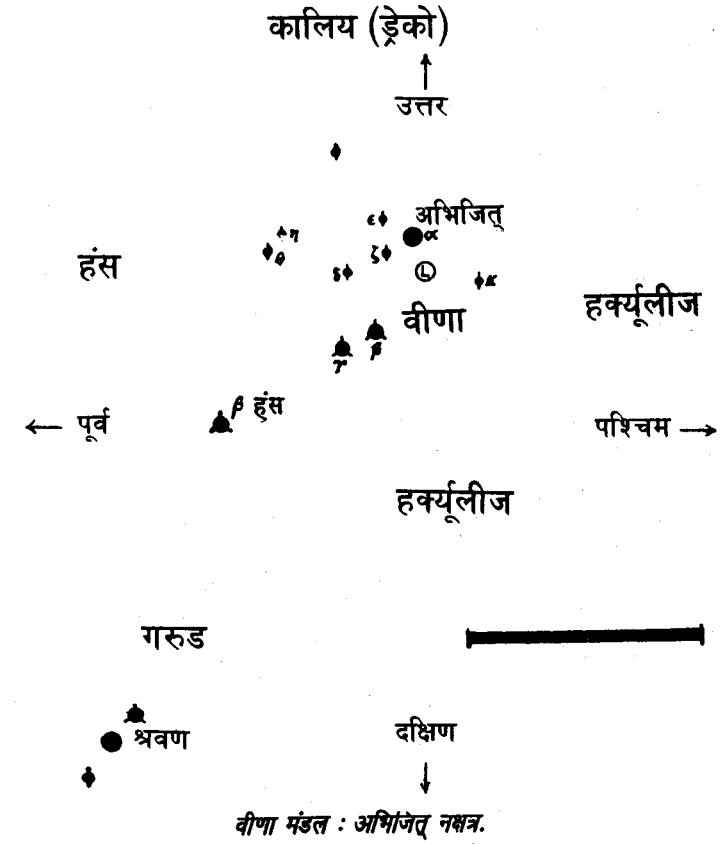 कालिय (ड्रेको)
↑
उत्तर
ε अभिजित्
α
η
θ
ζ
δ
Ⓛ
κ
हंस
हर्क्यूलीज
वीणा
γ β
β हंस
← पूर्व
पश्चिम →
हर्क्यूलीज
गरुड
श्रवण
दक्षिण
↓
वीणा मंडल : अभिजित् नक्षत्र.